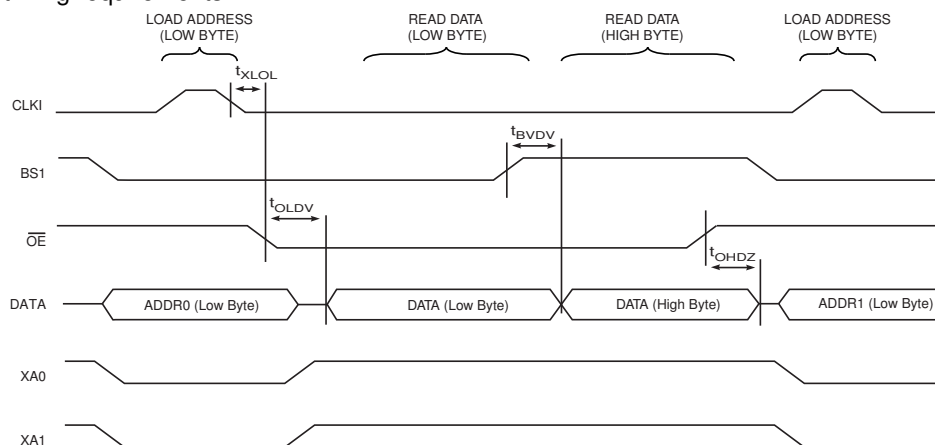 LOAD ADDRESS
(LOW BYTE)
READ DATA
(LOW BYTE)
READ DATA
(HIGH BYTE)
LOAD ADDRESS
(LOW BYTE)
tXLOL
CLKI
tBVDV
BS1
tOLDV
OE
tOHDZ
DATA
ADDR0 (Low Byte)
DATA (Low Byte)
DATA (High Byte)
ADDR1 (Low Byte)
XA0
XA1